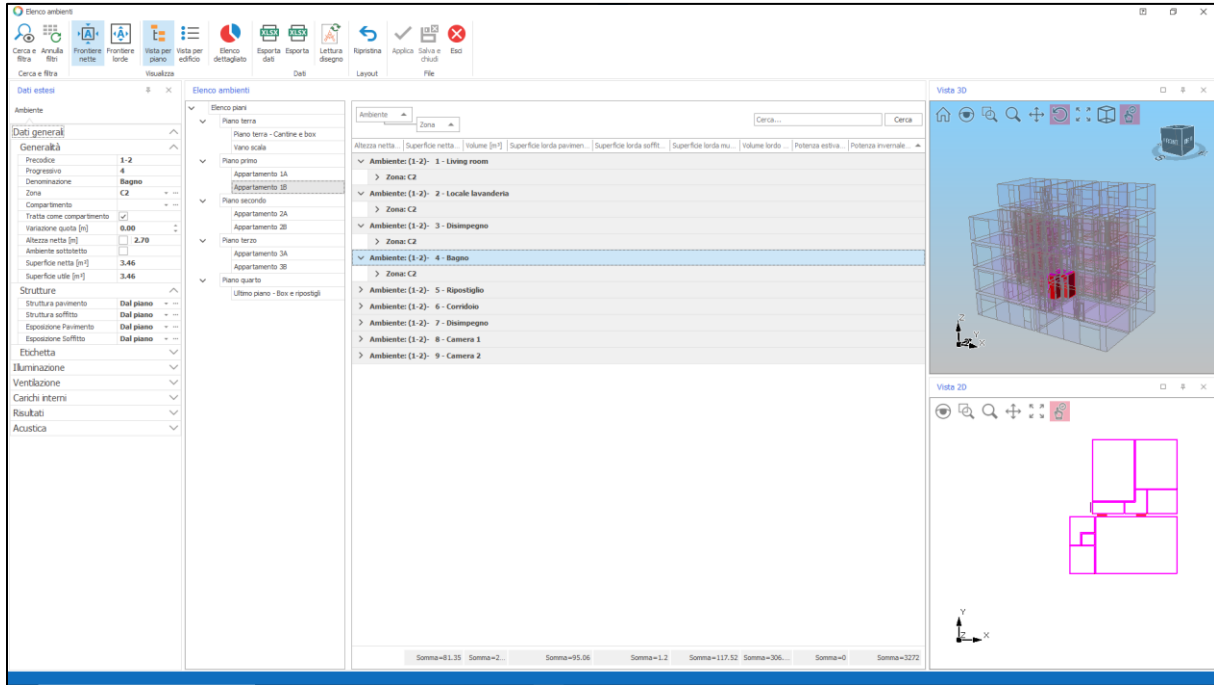 Elenco ambienti
Cerca e filtra
Annulla filtri
Frontiere nette
Frontiere lorde
Vista per piano
Vista per edificio
Elenco dettagliato
XLSX
Esporta dati
XLSX
Esporta
Lettura disegno
Ripristina
Applica
Salva e chiudi
Esci
Cerca e filtra
Visualizza
Dati
Layout
File
Dati estesi
Ambiente
Dati generali
Generalità
Precodice 1-2
Progressivo 4
Denominazione Bagno
Zona C2
Compartimento
Tratta come compartimento
Variazione quota [m] 0.00
Altezza netta [m] 2.70
Ambiente sottotetto
Superficie netta [m²] 3.46
Superficie utile [m²] 3.46
Strutture
Struttura pavimento Dal piano
Struttura soffitto Dal piano
Esposizione Pavimento Dal piano
Esposizione Soffitto Dal piano
Etichetta
Illuminazione
Ventilazione
Carichi interni
Risultati
Acustica
Elenco ambienti
Elenco piani
Piano terra
Piano terra - Cantine e box
Vano scala
Piano primo
Appartamento 1A
Appartamento 1B
Piano secondo
Appartamento 2A
Appartamento 2B
Piano terzo
Appartamento 3A
Appartamento 3B
Piano quarto
Ultimo piano - Box e ripostigli
Ambiente
Zona
Cerca...
Cerca
Altezza netta... Superficie netta... Volume [m³] Superficie lorda pavimen... Superficie lorda soffit... Superficie lorda mu... Volume lordo ... Potenza estiva... Potenza invernale...
Ambiente: (1-2)- 1 - Living room
Zona: C2
Ambiente: (1-2)- 2 - Locale lavanderia
Zona: C2
Ambiente: (1-2)- 3 - Disimpegno
Zona: C2
Ambiente: (1-2)- 4 - Bagno
Zona: C2
Ambiente: (1-2)- 5 - Ripostiglio
Ambiente: (1-2)- 6 - Corridoio
Ambiente: (1-2)- 7 - Disimpegno
Ambiente: (1-2)- 8 - Camera 1
Ambiente: (1-2)- 9 - Camera 2
Somma=81.35 Somma=2... Somma=95.06 Somma=1.2 Somma=117.52 Somma=306.... Somma=0 Somma=3272
Vista 3D
Z
Y
X
Vista 2D
Y
Z
X